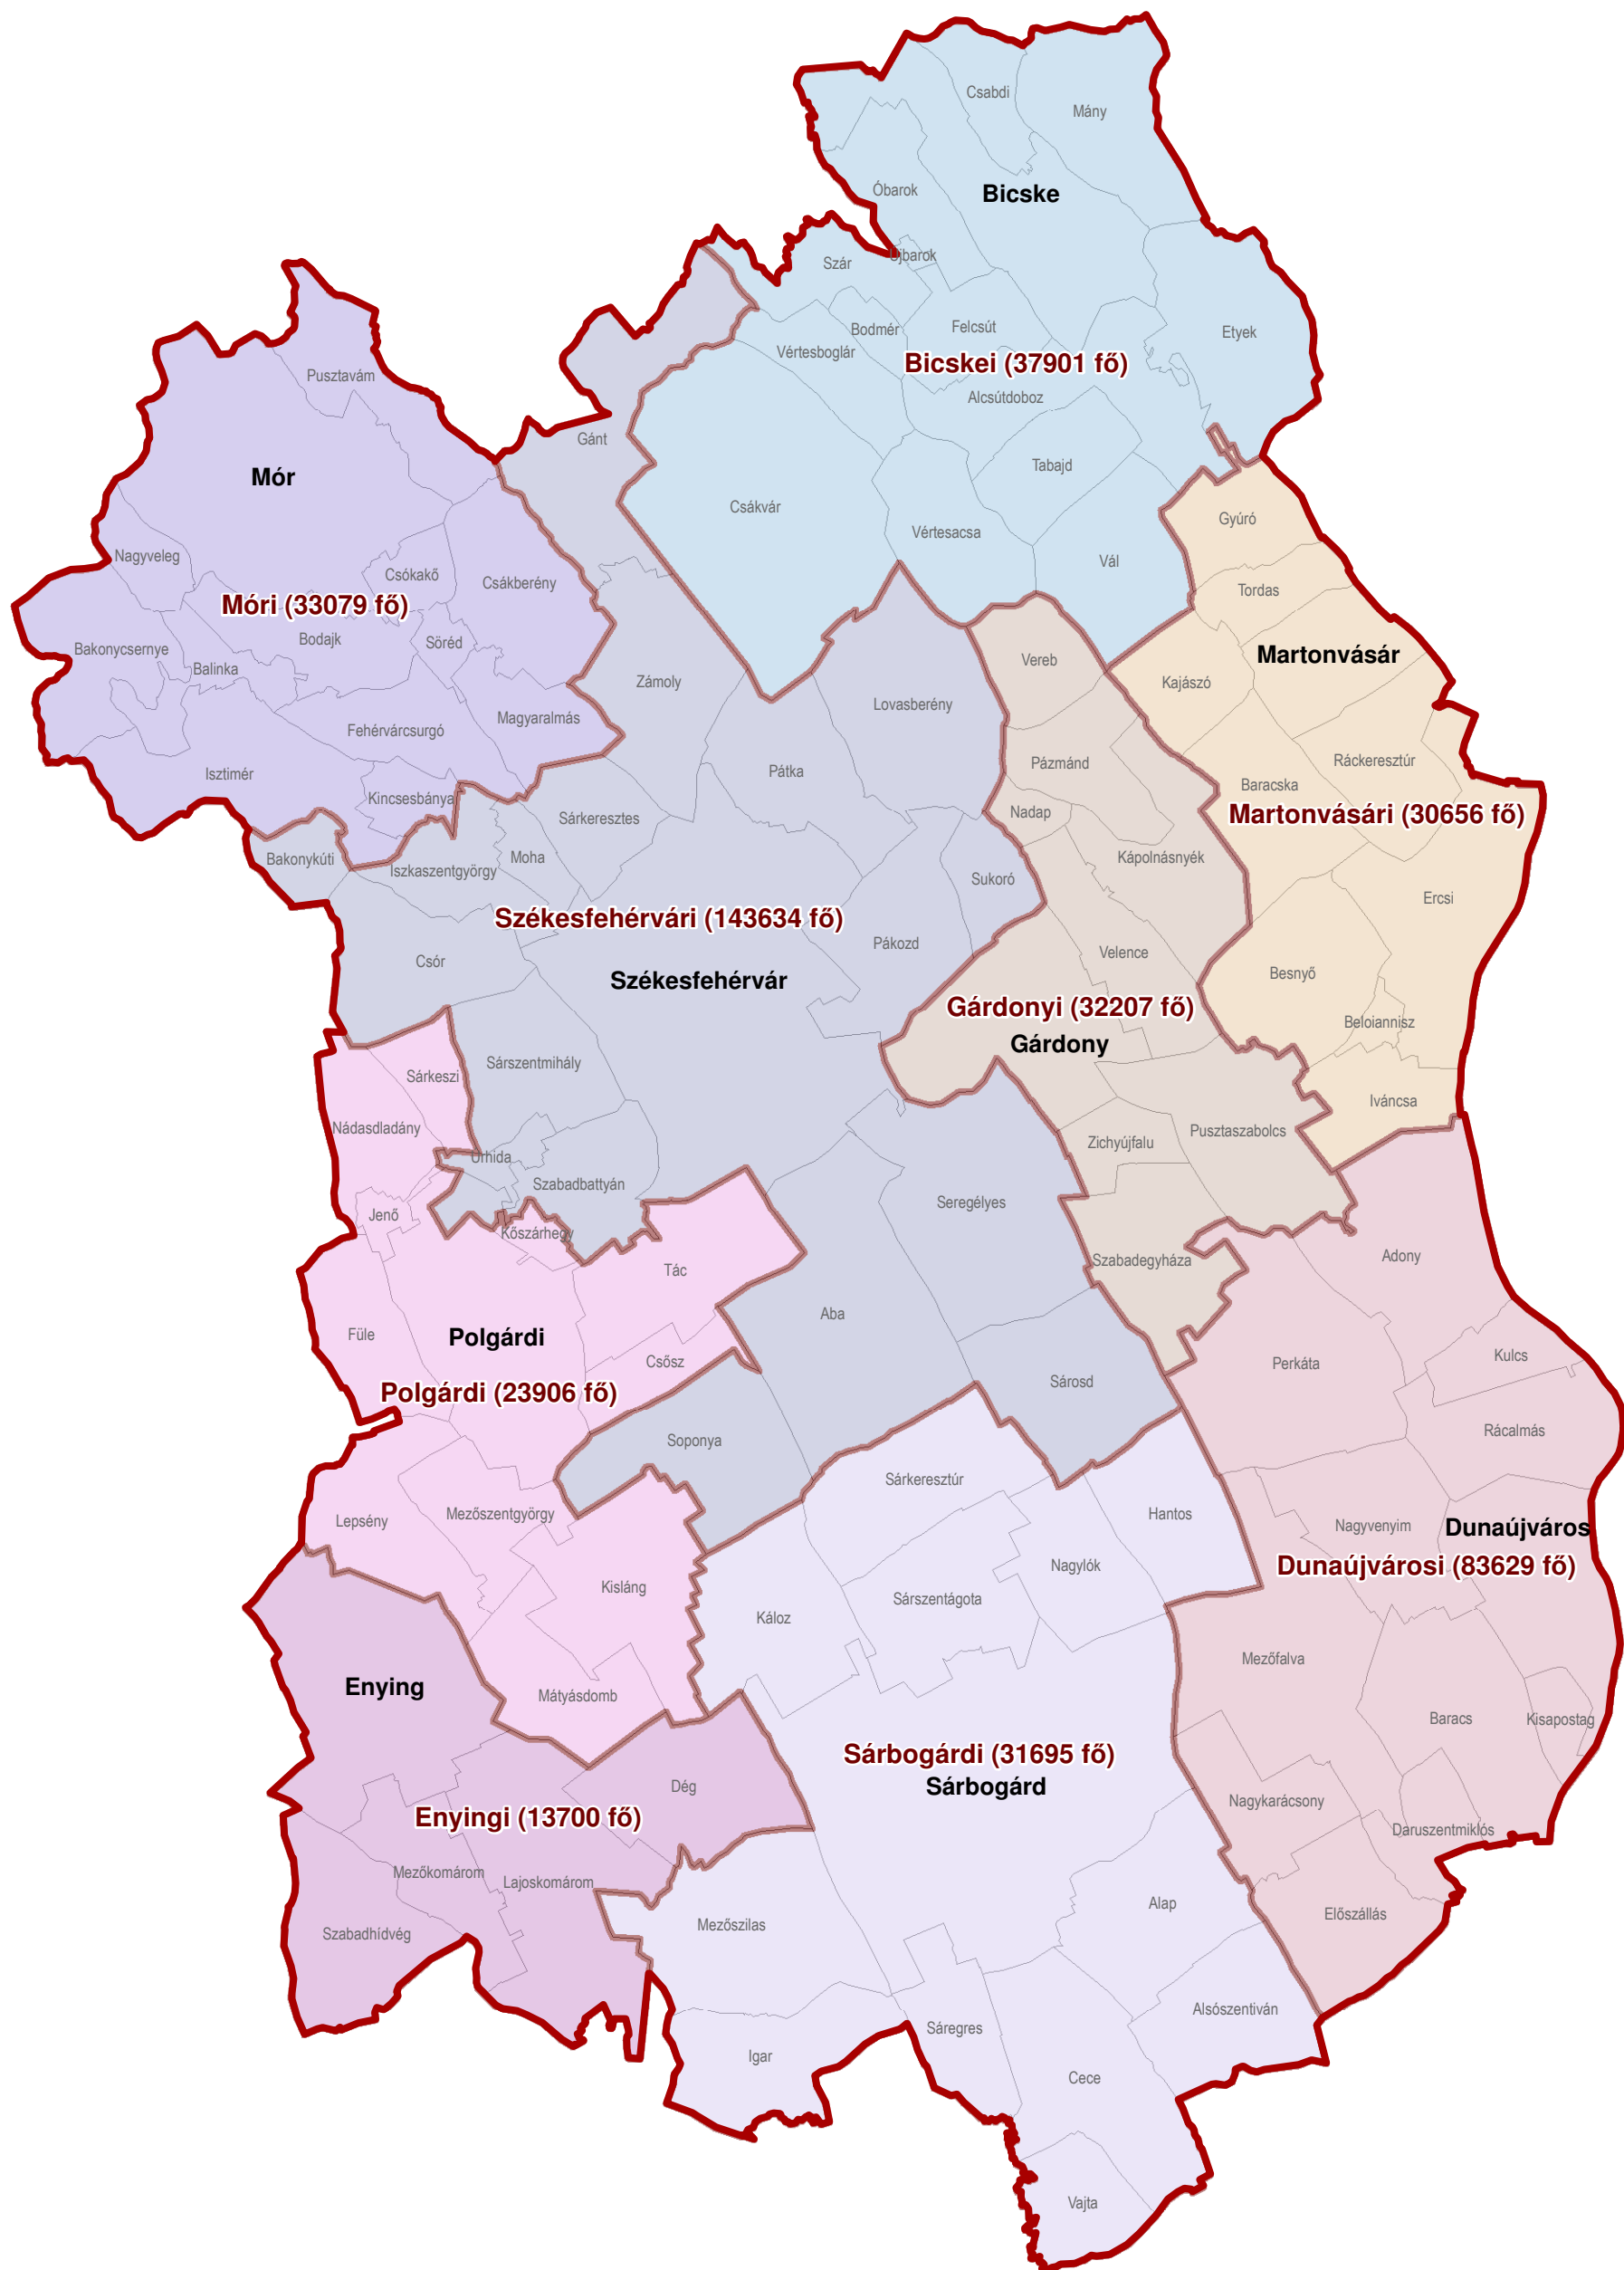 Csabdi
Mány
Óbarok
Bicske
Újbarok
Szár
Bodmér
Felcsút
Etyek
Vértesboglár
Bicskei (37901 fő)
Pusztavám
Alcsútdoboz
Gánt
Tabajd
Mór
Csákvár
Gyúró
Vértesacsa
Nagyveleg
Vál
Csókakő
Csákberény
Tordas
Móri (33079 fő)
Bodajk
Söréd
Bakonycsernye
Martonvásár
Vereb
Balinka
Zámoly
Kajászó
Lovasberény
Magyaralmás
Fehérvárcsurgó
Ráckeresztúr
Pázmánd
Pátka
Isztimér
Baracska
Kincsesbánya
Nadap
Martonvásári (30656 fő)
Sárkeresztes
Moha
Kápolnásnyék
Bakonykúti
Iszkaszentgyörgy
Sukoró
Ercsi
Székesfehérvári (143634 fő)
Pákozd
Velence
Csór
Besnyő
Székesfehérvár
Gárdonyi (32207 fő)
Beloiannisz
Gárdony
Sárszentmihály
Sárkeszi
Iváncsa
Nádasdladány
Pusztaszabolcs
Zichyújfalu
Úrhida
Szabadbattyán
Seregélyes
Jenő
Kőszárhegy
Adony
Szabadegyháza
Tác
Aba
Füle
Polgárdi
Kulcs
Csősz
Perkáta
Sárosd
Polgárdi (23906 fő)
Rácalmás
Soponya
Sárkeresztúr
Mezőszentgyörgy
Hantos
Lepsény
Nagyvenyim
Dunaújváros
Nagylók
Dunaújvárosi (83629 fő)
Kisláng
Sárszentágota
Káloz
Mezőfalva
Enying
Mátyásdomb
Baracs
Kisapostag
Sárbogárdi (31695 fő)
Dég
Sárbogárd
Nagykarácsony
Enyingi (13700 fő)
Daruszentmiklós
Mezőkomárom
Lajoskomárom
Alap
Előszállás
Mezőszilas
Szabadhídvég
Alsószentiván
Sáregres
Igar
Cece
Vajta